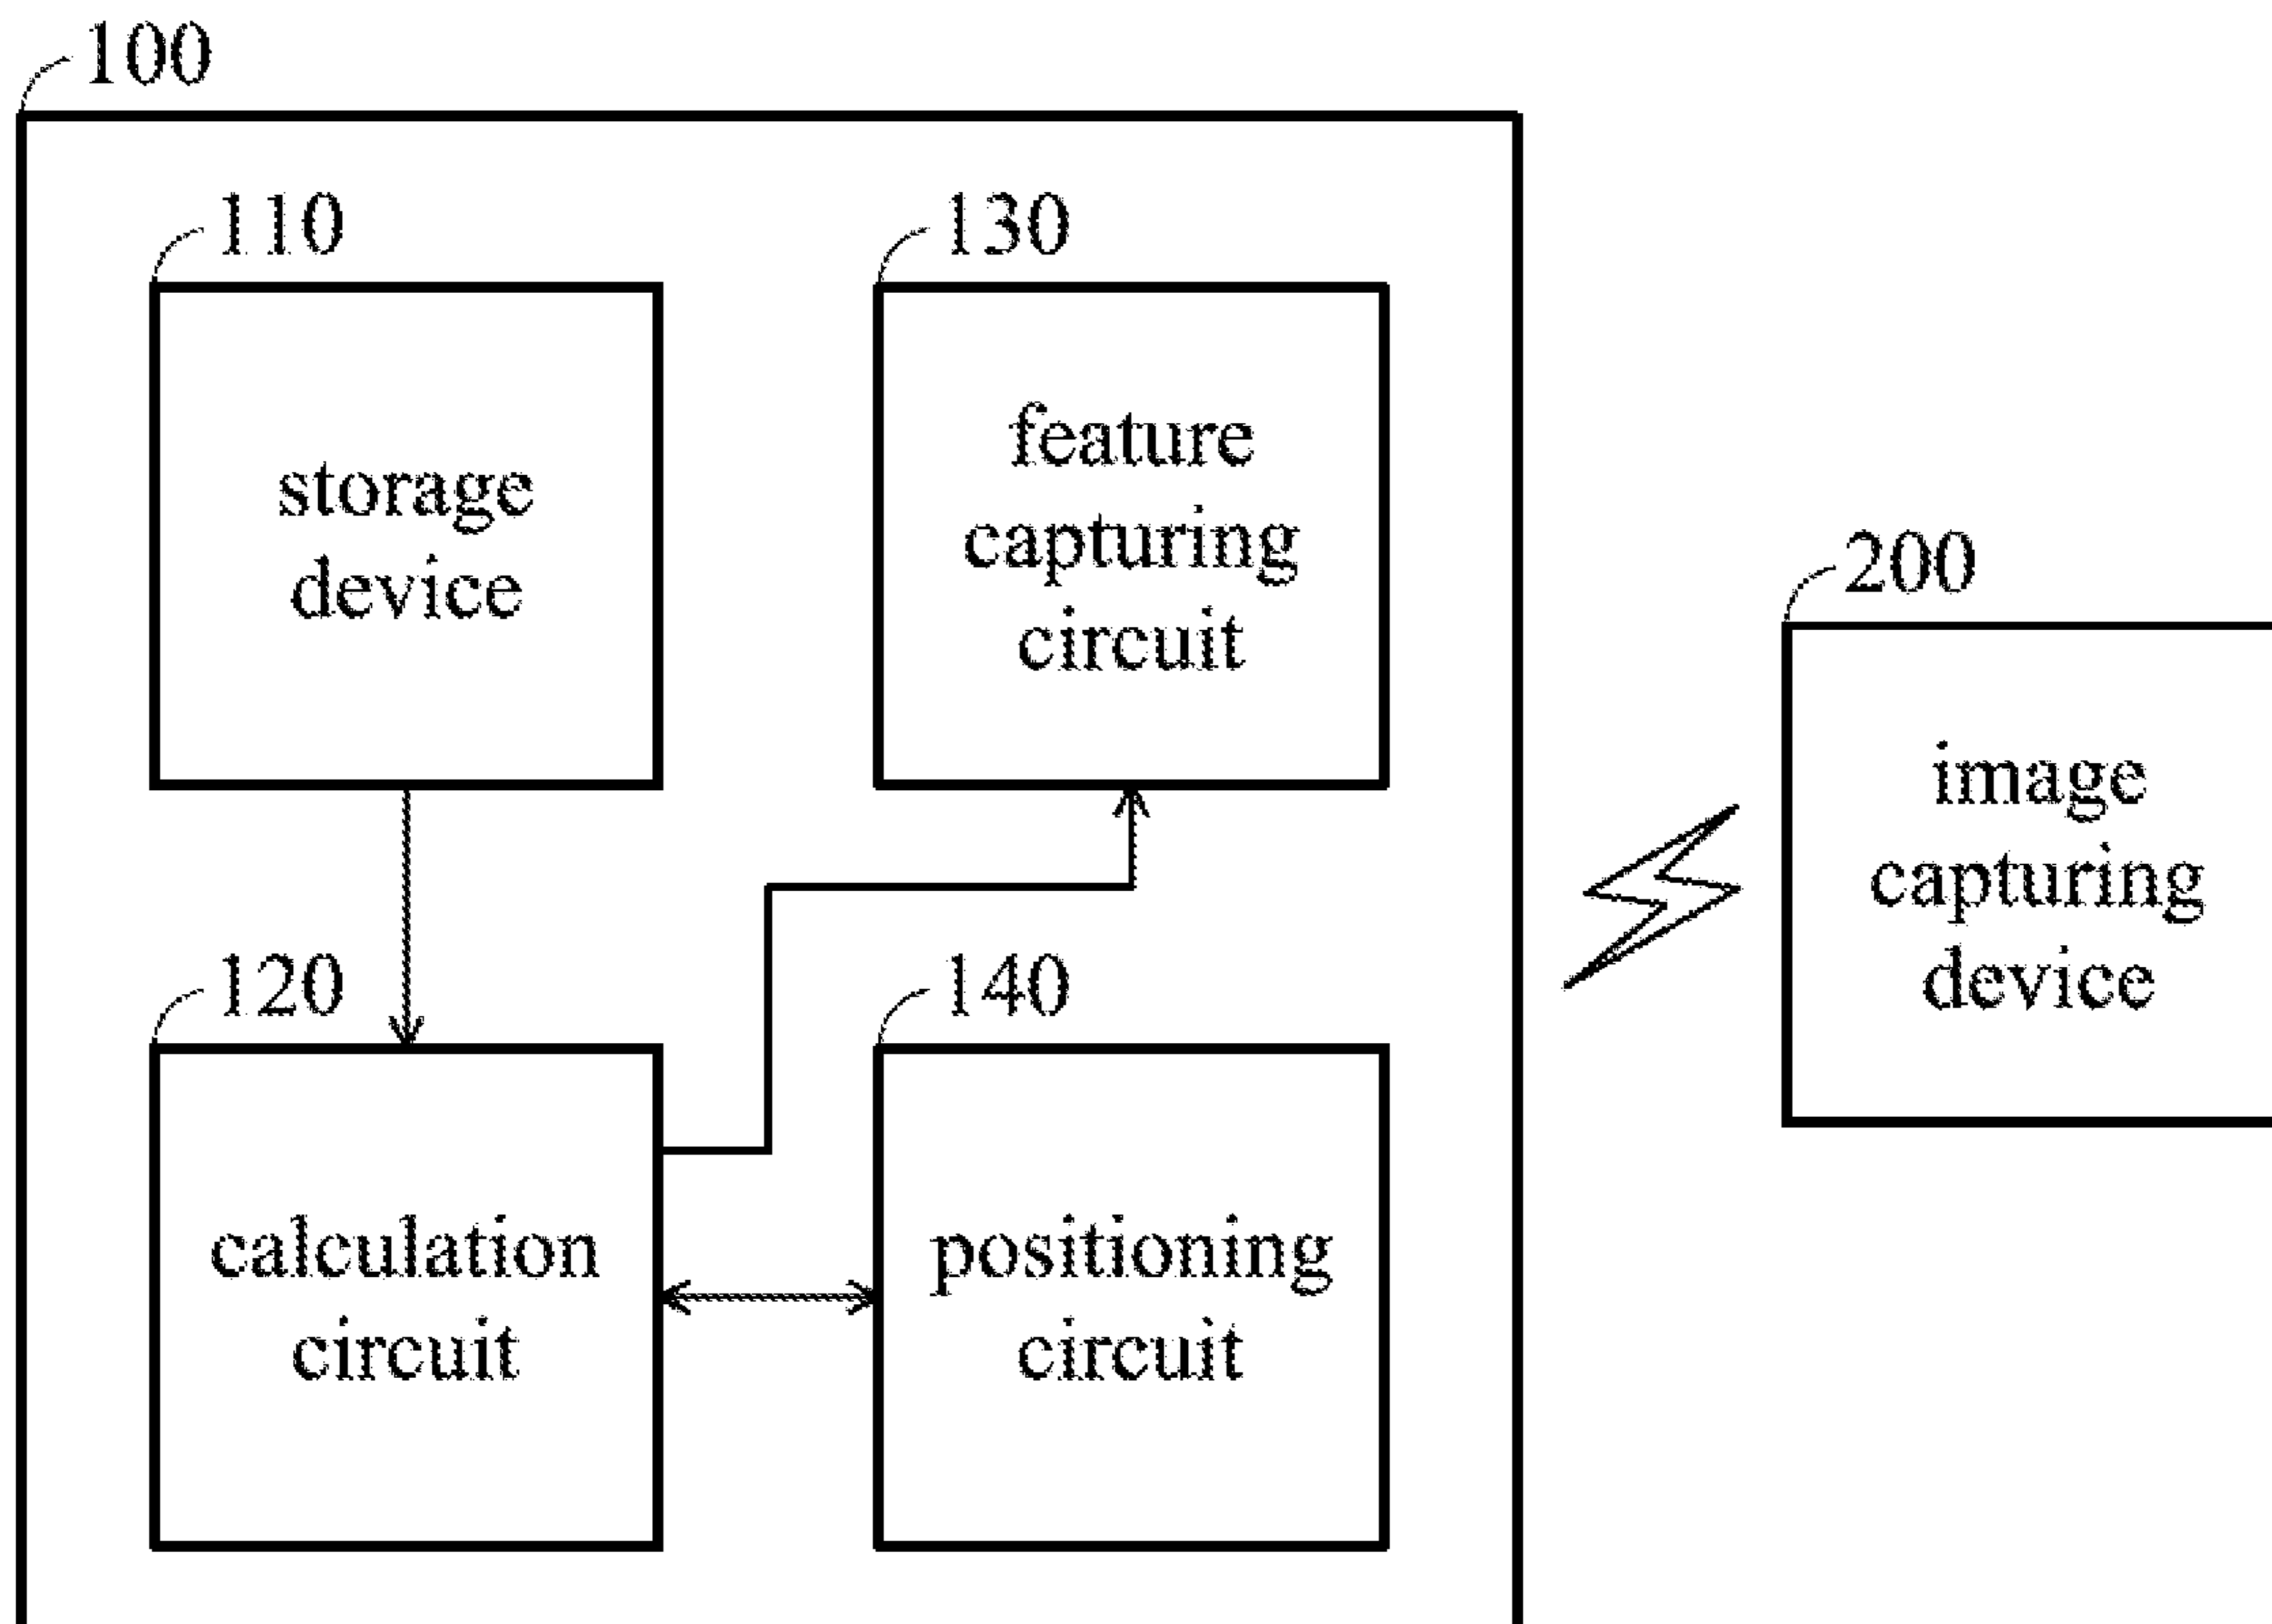 100
110
storage
device
130
feature
capturing
circuit
120
calculation
circuit
140
positioning
circuit
200
image
capturing
device